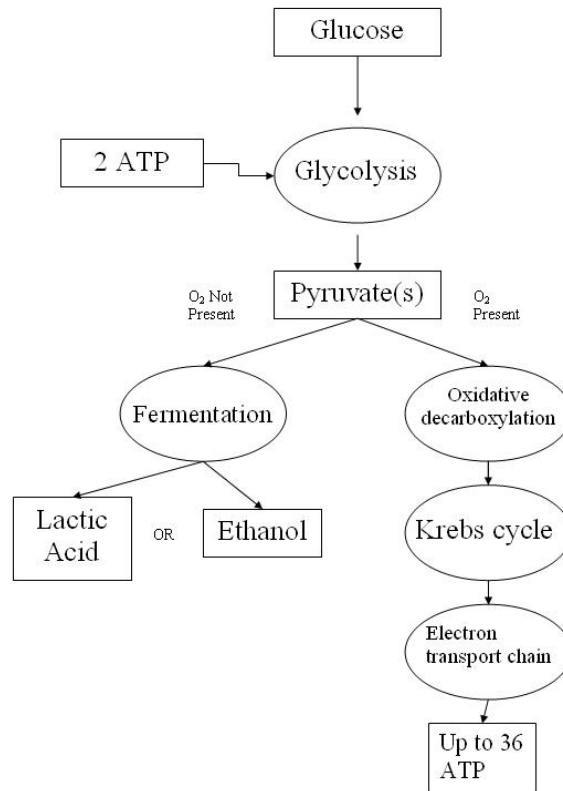 Glucose
2 ATP
Glycolysis
O₂ Not
Present
Pyruvate(s)
O₂
Present
Fermentation
Oxidative
decarboxylation
Lactic
Acid
OR
Ethanol
Krebs cycle
Electron
transport chain
Up to 36
ATP